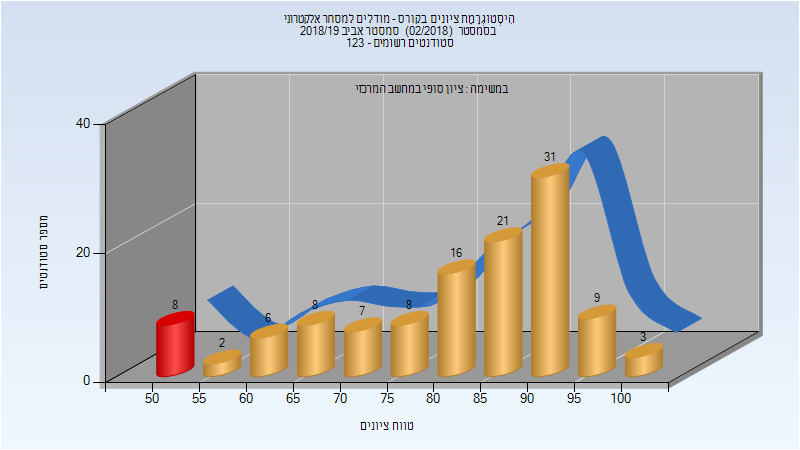 הִיסְטוֹגְרָמַת ציונים בקורס - מודלים למסחר אלקטרוני
בסמסטר (02/2018) סמסטר אביב 2018/19
סטודנטים רשומים - 123
במשימה : ציון סופי במחשב המרכזי
מספר סטודנטים
40
20
0
8
2
6
8
7
8
16
21
31
9
3
50 55 60 65 70 75 80 85 90 95 100
טווח ציונים